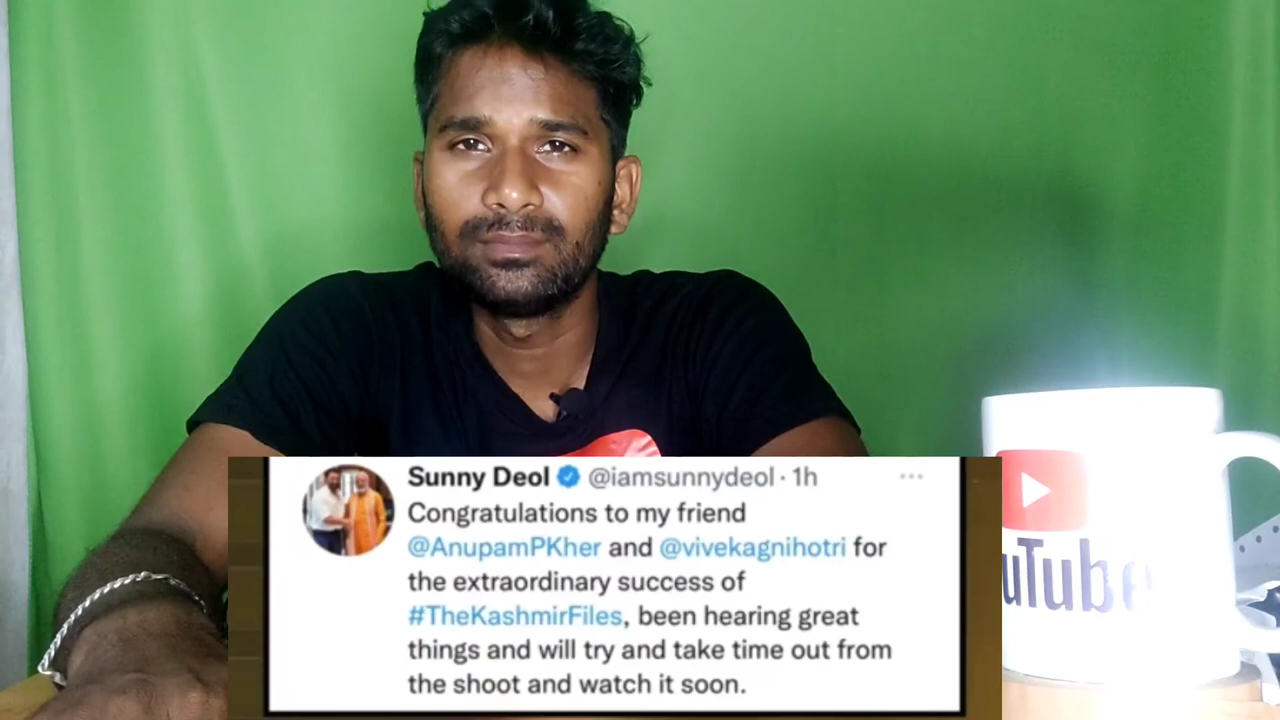 Sunny Deol @iamsunnydeol · 1h
Congratulations to my friend
@AnupamPKher and @vivekagnihotri for
the extraordinary success of
#TheKashmirFiles, been hearing great
things and will try and take time out from
the shoot and watch it soon.
uTube